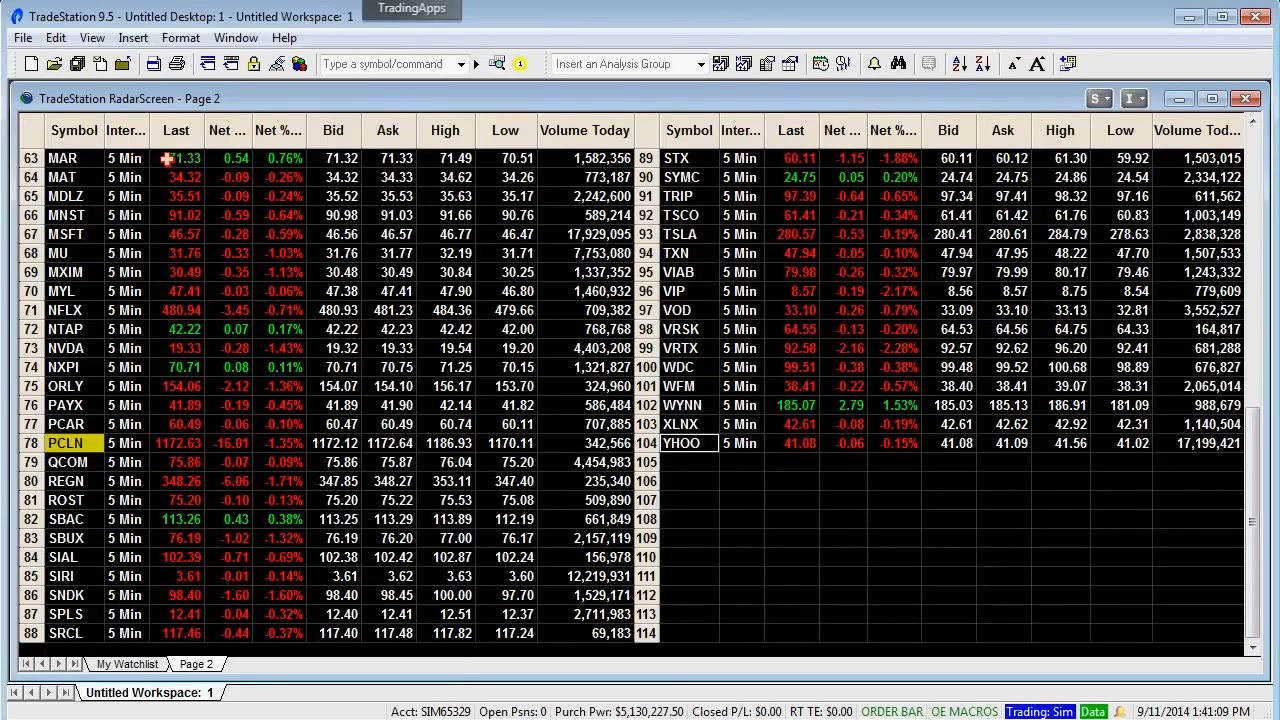 TradeStation 9.5 - Untitled Desktop: 1 - Untitled Workspace: 1
TradingApps
File Edit View Insert Format Window Help
Type a symbol/command Insert an Analysis Group
TradeStation RadarScreen - Page 2
S I
Symbol Inter... Last Net ... Net %... Bid Ask High Low Volume Today Symbol Inter... Last Net ... Net %... Bid Ask High Low Volume Tod...
63 MAR 5 Min 71.33 0.54 0.76% 71.32 71.33 71.49 70.51 1,582,356 89 STX 5 Min 60.11 -1.15 -1.88% 60.11 60.12 61.30 59.92 1,503,015
64 MAT 5 Min 34.32 -0.09 -0.26% 34.32 34.33 34.62 34.26 773,187 90 SYMC 5 Min 24.75 0.05 0.20% 24.74 24.75 24.86 24.54 2,334,122
65 MDLZ 5 Min 35.51 -0.09 -0.24% 35.52 35.53 35.63 35.17 2,242,600 91 TRIP 5 Min 97.39 -0.64 -0.65% 97.34 97.41 98.32 97.16 611,562
66 MNST 5 Min 91.02 -0.59 -0.64% 90.98 91.03 91.66 90.76 589,214 92 TSCO 5 Min 61.41 -0.21 -0.34% 61.41 61.42 61.76 60.83 1,003,149
67 MSFT 5 Min 46.57 -0.28 -0.59% 46.56 46.57 46.77 46.47 17,929,095 93 TSLA 5 Min 280.57 -0.53 -0.19% 280.41 280.61 284.79 278.63 2,838,328
68 MU 5 Min 31.76 -0.33 -1.03% 31.76 31.77 32.19 31.71 7,753,080 94 TXN 5 Min 47.94 -0.05 -0.10% 47.94 47.95 48.22 47.70 1,507,533
69 MXIM 5 Min 30.49 -0.35 -1.13% 30.48 30.49 30.84 30.25 1,337,352 95 VIAB 5 Min 79.98 -0.26 -0.32% 79.97 79.99 80.17 79.46 1,243,332
70 MYL 5 Min 47.41 -0.03 -0.06% 47.38 47.41 47.90 46.80 1,460,932 96 VIP 5 Min 8.57 -0.19 -2.17% 8.56 8.57 8.75 8.54 779,609
71 NFLX 5 Min 480.94 -3.45 -0.71% 480.93 481.23 484.36 479.66 709,382 97 VOD 5 Min 33.10 -0.26 -0.79% 33.09 33.10 33.13 32.81 3,552,527
72 NTAP 5 Min 42.22 0.07 0.17% 42.22 42.23 42.42 42.00 768,768 98 VRSK 5 Min 64.55 -0.13 -0.20% 64.53 64.56 64.75 64.33 164,817
73 NVDA 5 Min 19.33 -0.28 -1.43% 19.32 19.33 19.54 19.20 4,403,208 99 VRTX 5 Min 92.58 -2.16 -2.28% 92.57 92.62 96.20 92.41 681,288
74 NXPI 5 Min 70.71 0.08 0.11% 70.71 70.75 71.25 70.15 1,321,827 100 WDC 5 Min 99.51 -0.38 -0.38% 99.48 99.52 100.68 98.89 676,827
75 ORLY 5 Min 154.06 -2.12 -1.36% 154.07 154.10 156.17 153.70 324,960 101 WFM 5 Min 38.41 -0.22 -0.57% 38.40 38.41 39.07 38.31 2,065,014
76 PAYX 5 Min 41.89 -0.19 -0.45% 41.89 41.90 42.14 41.82 586,484 102 WYNN 5 Min 185.07 2.79 1.53% 185.03 185.13 186.91 181.09 988,679
77 PCAR 5 Min 60.49 -0.06 -0.10% 60.48 60.49 60.84 60.25 707,885 103 XLNX 5 Min 42.61 -0.08 -0.19% 42.61 42.62 42.92 42.31 1,140,504
78 PCLN 5 Min 1172.63 -16.01 -1.35% 1172.12 1172.64 1186.93 1170.11 342,566 104 YHOO 5 Min 41.08 -0.06 -0.15% 41.08 41.09 41.56 41.02 17,199,421
79 QCOM 5 Min 75.86 -0.07 -0.09% 75.86 75.87 76.04 75.20 4,454,983 105
80 REGN 5 Min 348.26 -6.06 -1.71% 347.85 348.27 353.11 347.40 235,340 106
81 ROST 5 Min 75.20 -0.10 -0.13% 75.20 75.22 75.53 75.08 509,890 107
82 SBAC 5 Min 113.26 0.43 0.38% 113.25 113.29 113.89 112.19 661,849 108
83 SBUX 5 Min 76.19 -1.02 -1.32% 76.19 76.20 77.00 76.17 2,157,119 109
84 SIAL 5 Min 102.39 -0.71 -0.69% 102.38 102.42 102.87 102.24 156,978 110
85 SIRI 5 Min 3.61 -0.01 -0.14% 3.61 3.62 3.62 3.60 12,219,931 111
86 SNDK 5 Min 98.40 -1.60 -1.60% 98.40 98.45 100.00 97.70 1,529,171 112
87 SPLS 5 Min 12.41 -0.04 -0.32% 12.40 12.41 12.51 12.37 2,711,983 113
88 SRCL 5 Min 117.46 -0.44 -0.37% 117.40 117.48 117.82 117.24 69,183 114
My Watchlist Page 2
Untitled Workspace: 1
Acct: SIM65329 Open Psns: 0 Purch Pwr: $5,130,227.50 Closed P/L: $0.00 RT TE: $0.00 ORDER BAR OE MACROS Trading: Sim Data 9/11/2014 1:41:09 PM